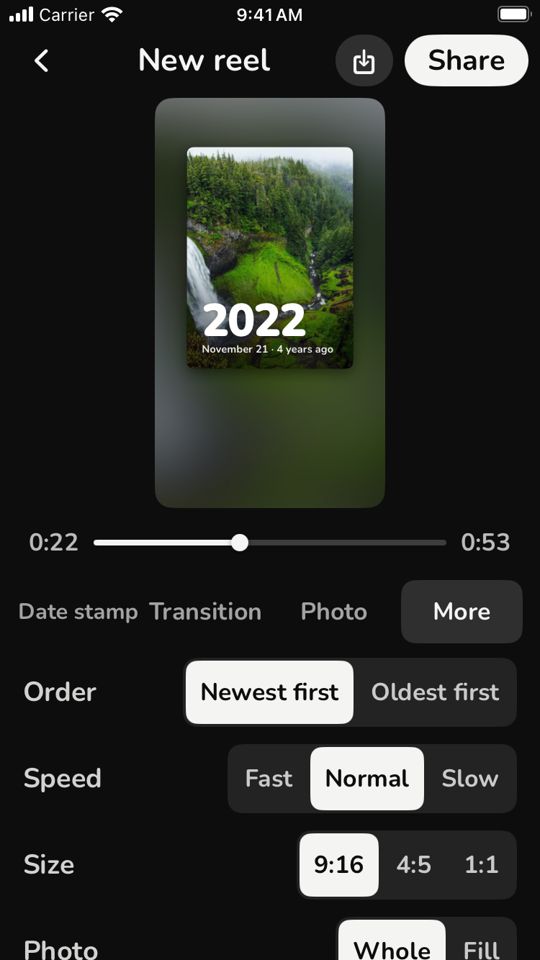 Carrier 9:41 AM
New reel Share
2022
November 21 · 4 years ago
0:22 0:53
Date stamp Transition Photo More
Order Newest first Oldest first
Speed Fast Normal Slow
Size 9:16 4:5 1:1
Photo Whole Fill